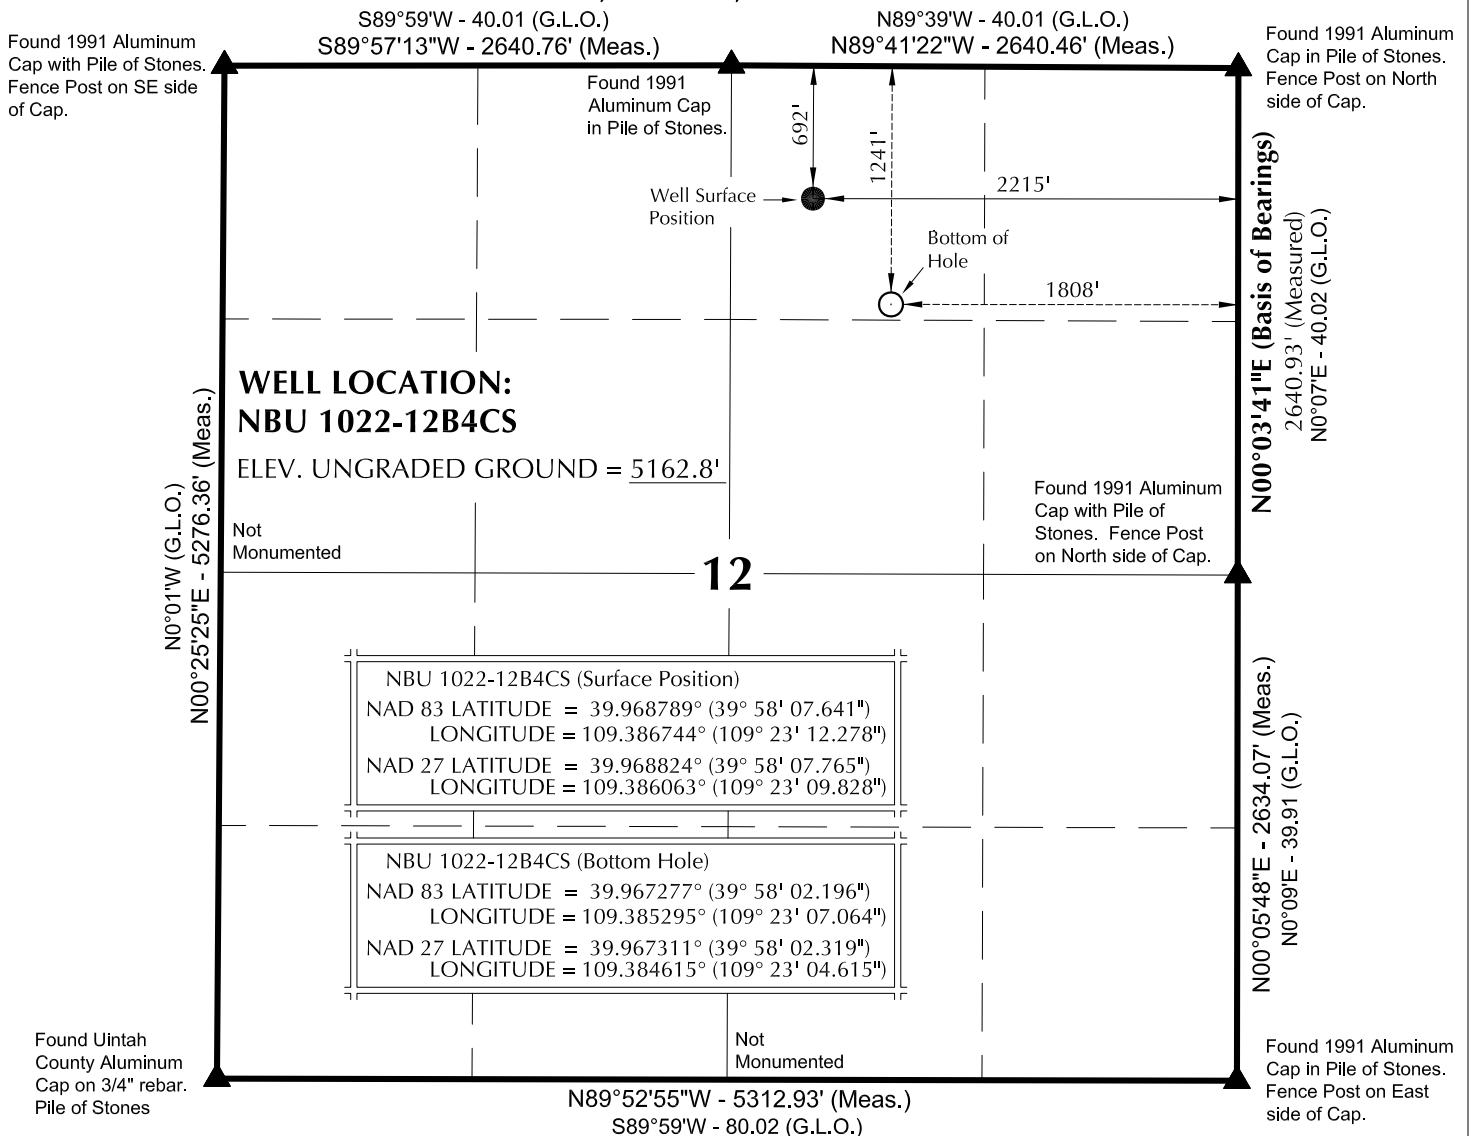 S89°59'W - 40.01 (G.L.O.)
S89°57'13"W - 2640.76' (Meas.)
N89°39'W - 40.01 (G.L.O.)
N89°41'22"W - 2640.46' (Meas.)
Found 1991 Aluminum
Cap with Pile of Stones.
Fence Post on SE side
of Cap.
Found 1991
Aluminum Cap
in Pile of Stones.
Found 1991 Aluminum
Cap in Pile of Stones.
Fence Post on North
side of Cap.
692'
1241'
2215'
Well Surface
Position
Bottom of
Hole
1808'
N00°03'41"E (Basis of Bearings)
2640.93' (Measured)
N0°07'E - 40.02 (G.L.O.)
WELL LOCATION:
NBU 1022-12B4CS
ELEV. UNGRADED GROUND = 5162.8'
N0°01'W (G.L.O.)
N00°25'25"E - 5276.36' (Meas.)
Not
Monumented
Found 1991 Aluminum
Cap with Pile of
Stones. Fence Post
on North side of Cap.
12
NBU 1022-12B4CS (Surface Position)
NAD 83 LATITUDE = 39.968789° (39° 58' 07.641")
LONGITUDE = 109.386744° (109° 23' 12.278")
NAD 27 LATITUDE = 39.968824° (39° 58' 07.765")
LONGITUDE = 109.386063° (109° 23' 09.828")
NBU 1022-12B4CS (Bottom Hole)
NAD 83 LATITUDE = 39.967277° (39° 58' 02.196")
LONGITUDE = 109.385295° (109° 23' 07.064")
NAD 27 LATITUDE = 39.967311° (39° 58' 02.319")
LONGITUDE = 109.384615° (109° 23' 04.615")
N00°05'48"E - 2634.07' (Meas.)
N0°09'E - 39.91 (G.L.O.)
Found Uintah
County Aluminum
Cap on 3/4" rebar.
Pile of Stones
Not
Monumented
Found 1991 Aluminum
Cap in Pile of Stones.
Fence Post on East
side of Cap.
N89°52'55"W - 5312.93' (Meas.)
S89°59'W - 80.02 (G.L.O.)